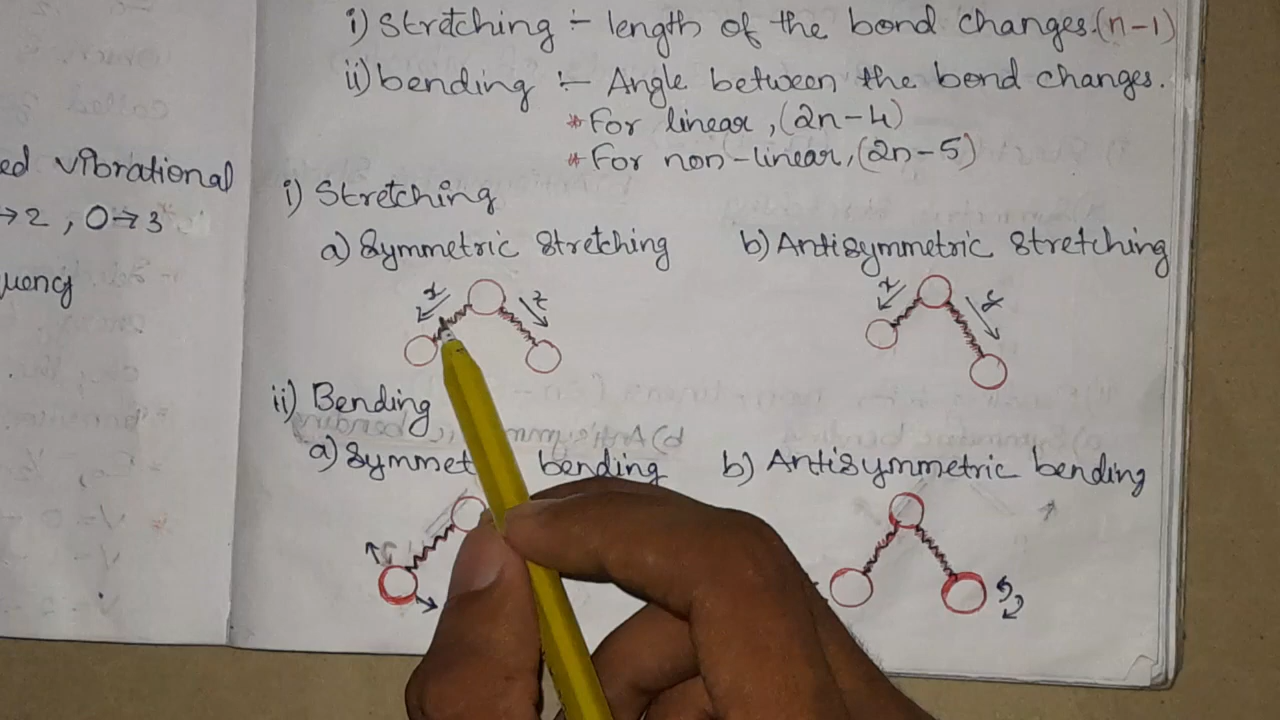 i) Stretching :- length of the bond changes.(n-1)
ii) bending :- Angle between the bond changes.
* For linear, (2n-4)
* For non-linear, (2n-5)
ed vibrational
→2, 0→3
uency
i) Stretching
a) Symmetric Stretching
b) Antisymmetric Stretching
ii) Bending
a) Symmet bending
b) Antisymmetric bending